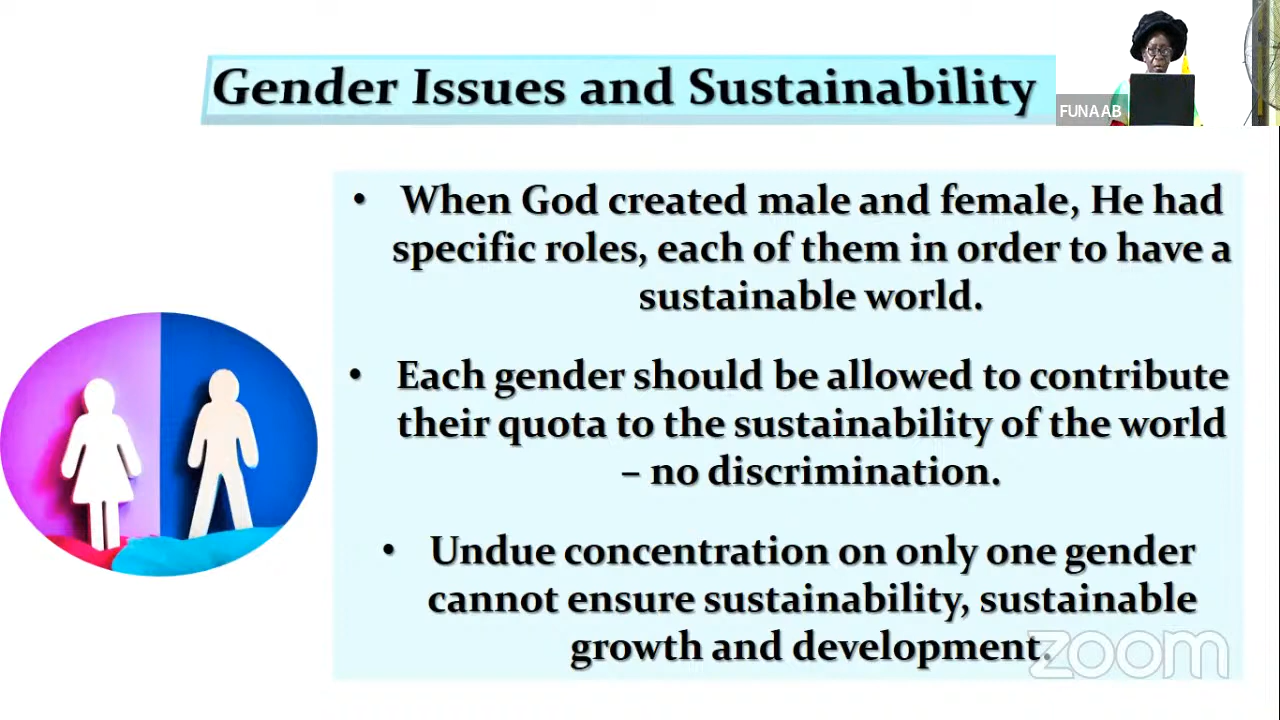 Gender Issues and Sustainability
FUNAAB
• When God created male and female, He had
specific roles, each of them in order to have a
sustainable world.
• Each gender should be allowed to contribute
their quota to the sustainability of the world
– no discrimination.
• Undue concentration on only one gender
cannot ensure sustainability, sustainable
growth and development.
zoom